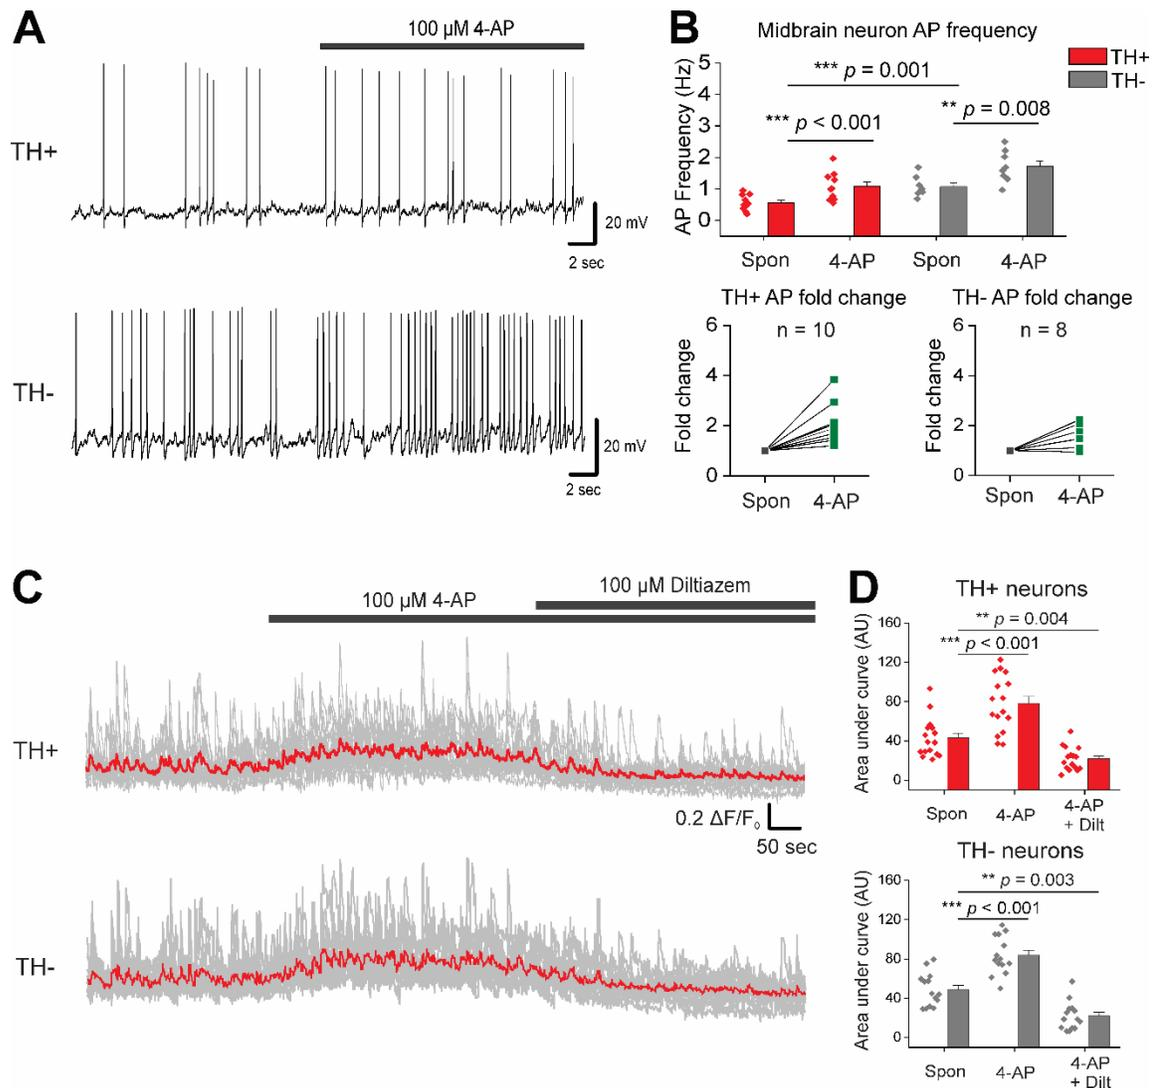 A
100 µM 4-AP
TH+
20 mV
2 sec
TH-
20 mV
2 sec
B
Midbrain neuron AP frequency
TH+
TH-
AP Frequency (Hz)
5
4
3
2
1
0
*** p = 0.001
*** p < 0.001
** p = 0.008
Spon
4-AP
Spon
4-AP
TH+ AP fold change
n = 10
Fold change
6
4
2
0
Spon
4-AP
TH- AP fold change
n = 8
Fold change
6
4
2
0
Spon
4-AP
C
100 µM Diltiazem
100 µM 4-AP
TH+
0.2 ΔF/F₀
50 sec
TH-
D
TH+ neurons
Area under curve (AU)
160
120
80
40
0
** p = 0.004
*** p < 0.001
Spon
4-AP
4-AP
+ Dilt
TH- neurons
Area under curve (AU)
160
120
80
40
0
** p = 0.003
*** p < 0.001
Spon
4-AP
4-AP
+ Dilt